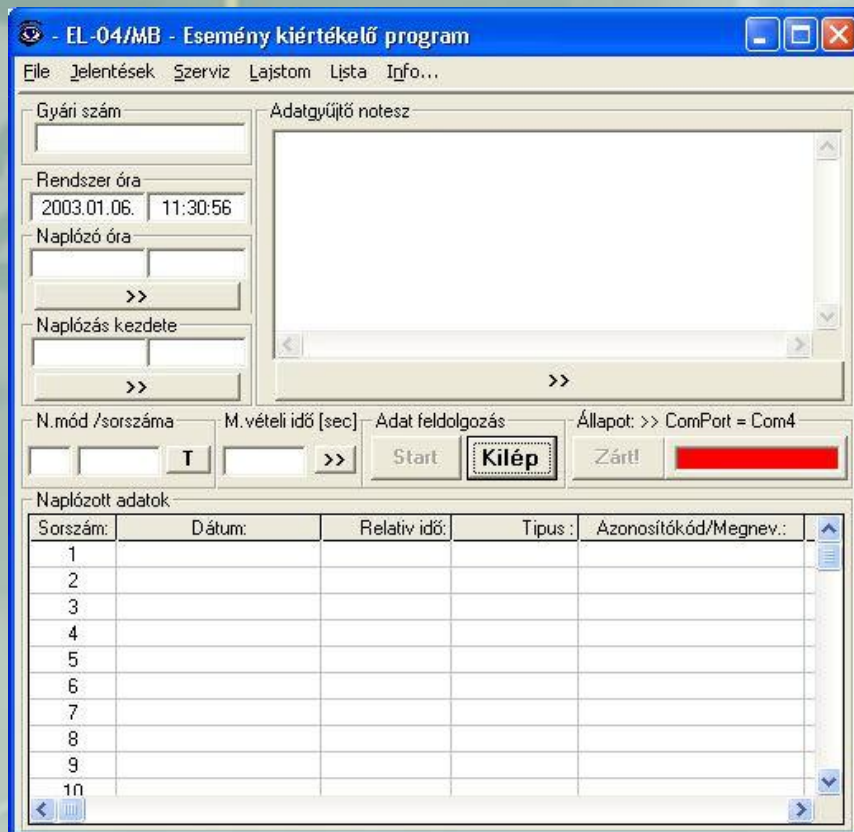 - EL-04/MB - Esemény kiértékelő program
File Jelentések Szerviz Lajstom Lista Info...
Gyári szám
Adatgyűjtő notesz
Rendszer óra
2003.01.06. 11:30:56
Naplózó óra
>>
Naplózás kezdete
>>
>>
N.mód /sorszáma
T
M.vételi idő [sec]
>>
Adat feldolgozás
Start Kilép
Állapot: >> ComPort = Com4
Zárt!
Naplózott adatok
Sorszám: Dátum: Relativ idő: Tipus : Azonosítókód/Megnev.:
1
2
3
4
5
6
7
8
9
10